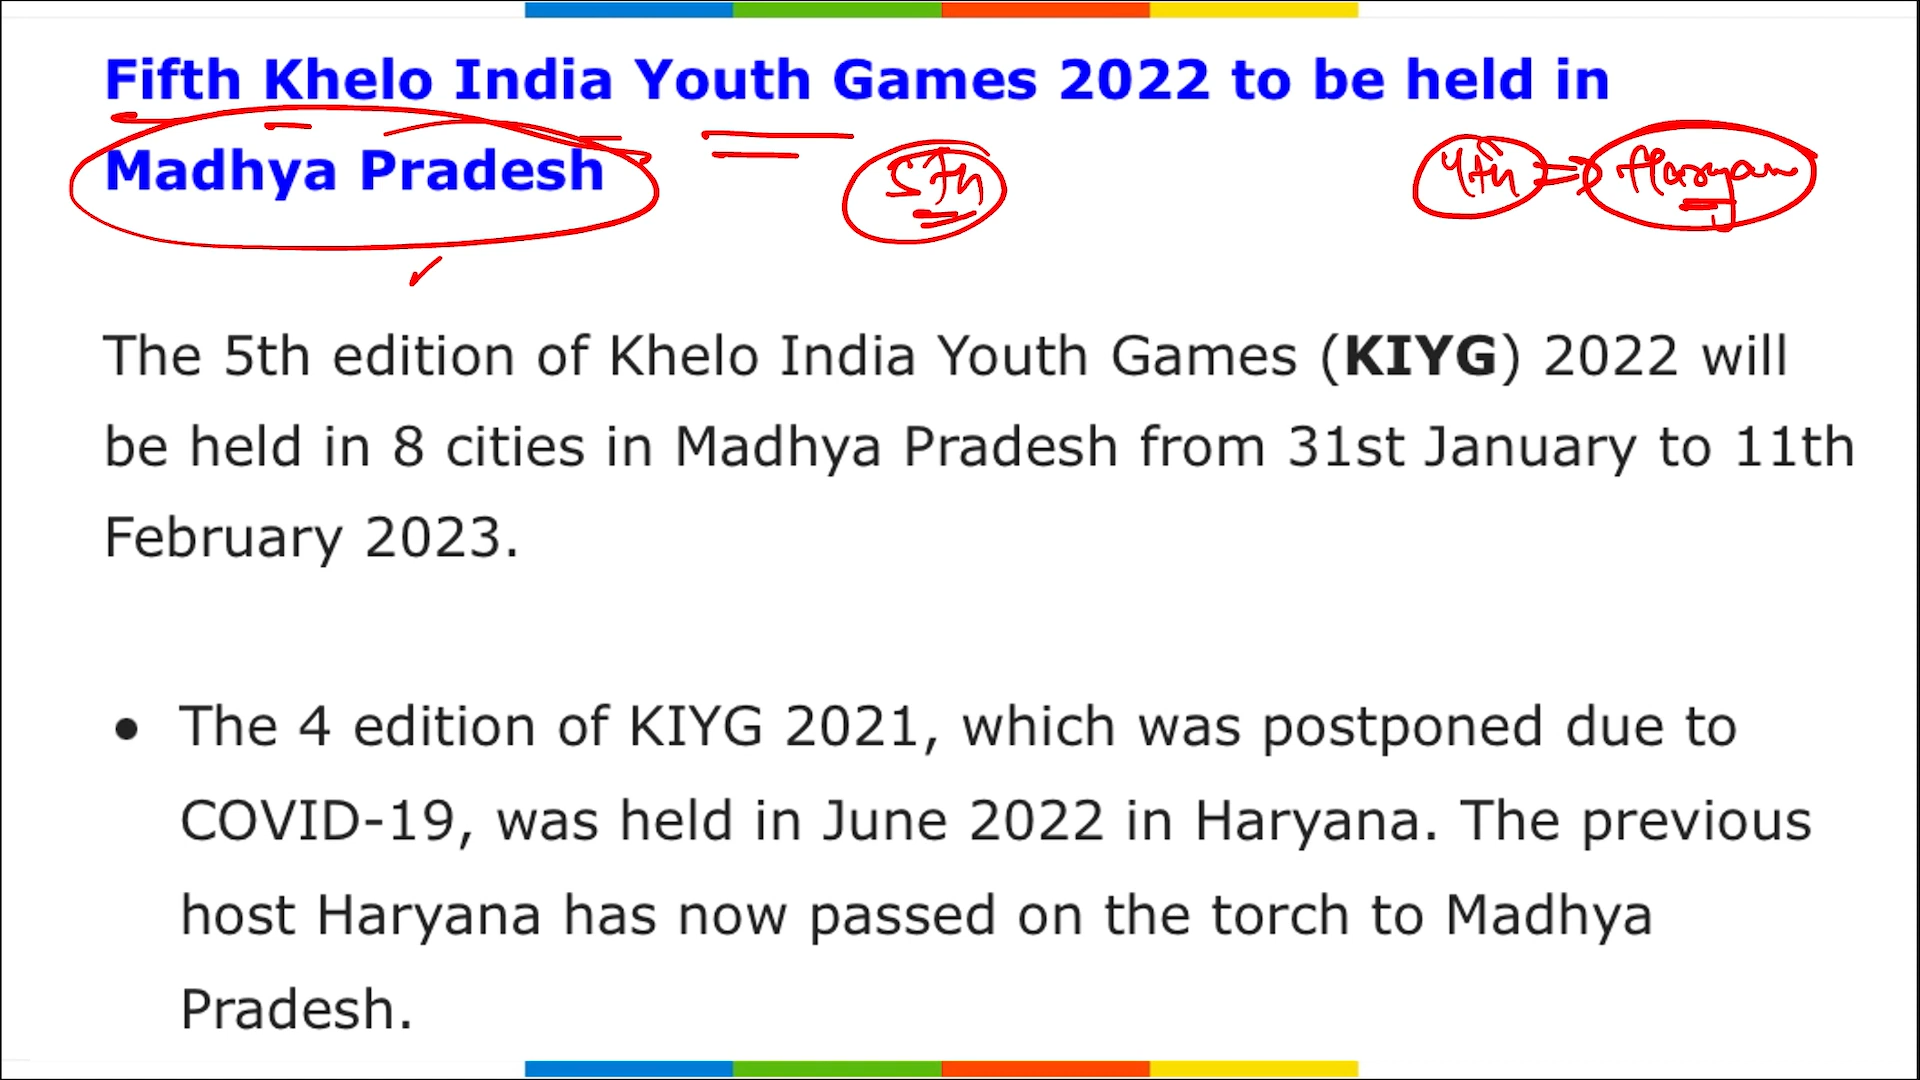 Fifth Khelo India Youth Games 2022 to be held in
Madhya Pradesh
5th
4th => Haryana
The 5th edition of Khelo India Youth Games (KIYG) 2022 will
be held in 8 cities in Madhya Pradesh from 31st January to 11th
February 2023.
• The 4 edition of KIYG 2021, which was postponed due to
COVID-19, was held in June 2022 in Haryana. The previous
host Haryana has now passed on the torch to Madhya
Pradesh.